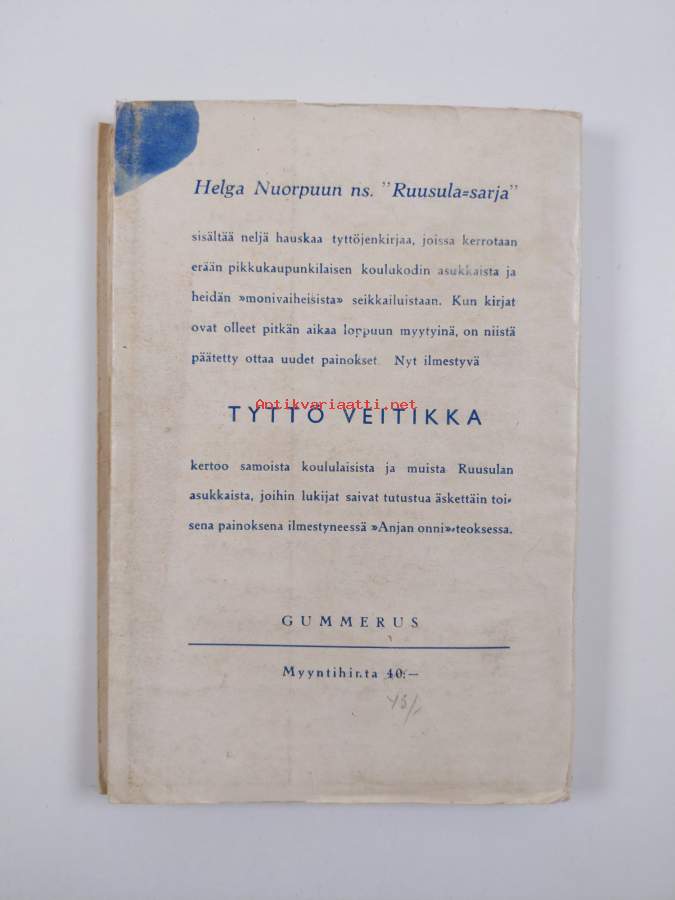 Helga Nuorpuun ns. "Ruusula=sarja"
sisältää neljä hauskaa tyttöjenkirjaa, joissa kerrotaan
erään pikkukaupunkilaisen koulukodin asukkaista ja
heidän »monivaiheisista» seikkailuistaan. Kun kirjat
ovat olleet pitkän aikaa loppuun myytyinä, on niistä
päätetty ottaa uudet painokset. Nyt ilmestyvä
Antikvariaatti.net
TYTTÖ VEITIKKA
kertoo samoista koululaisista ja muista Ruusulan
asukkaista, joihin lukijat saivat tutustua äskettäin toi-
sena painoksena ilmestyneessä »Anjan onni»-teoksessa.
GUMMERUS
Myyntihinta 40:—
45/,